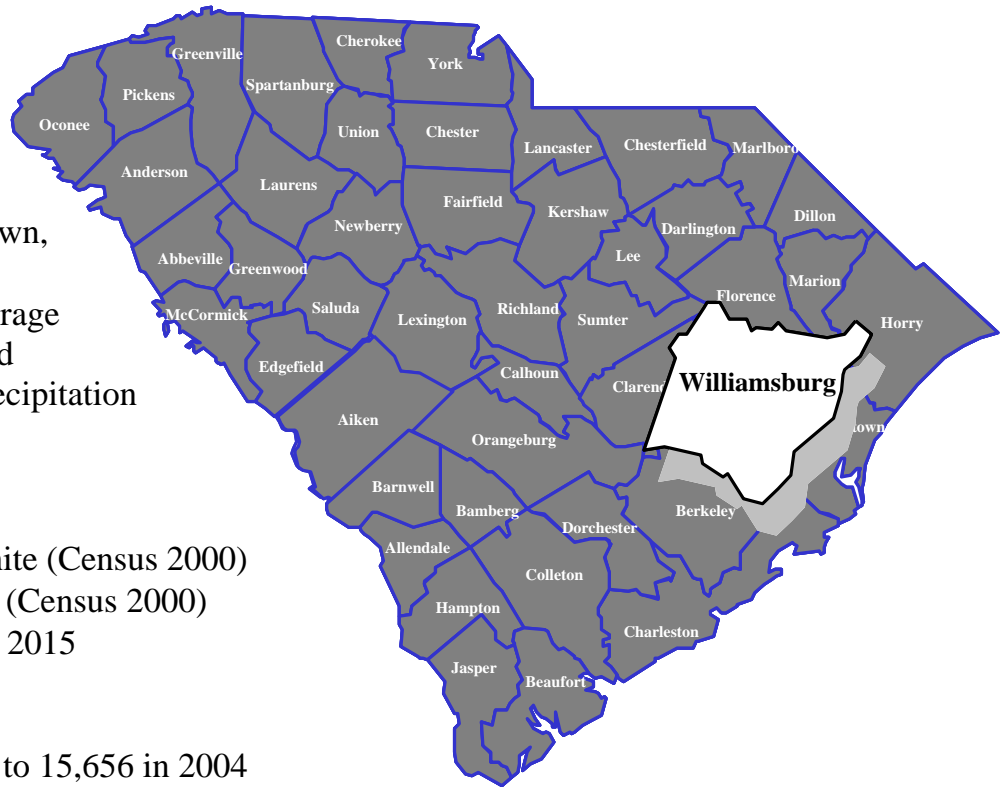 Cherokee
Greenville
York
Spartanburg
Pickens
Oconee
Union
Chester
Lancaster
Chesterfield
Marlboro
Anderson
Laurens
Fairfield
Kershaw
Dillon
Newberry
Darlington
wn,
Lee
Abbeville
Greenwood
Marion
Florence
Saluda
Richland
rage
McCormick
Lexington
Sumter
Horry
d
Edgefield
Calhoun
Clarend
Williamsburg
ecipitation
Aiken
Orangeburg
town
Barnwell
Bamberg
Berkeley
Dorchester
Allendale
ite (Census 2000)
Colleton
(Census 2000)
Hampton
Charleston
2015
Jasper
Beaufort
to 15,656 in 2004